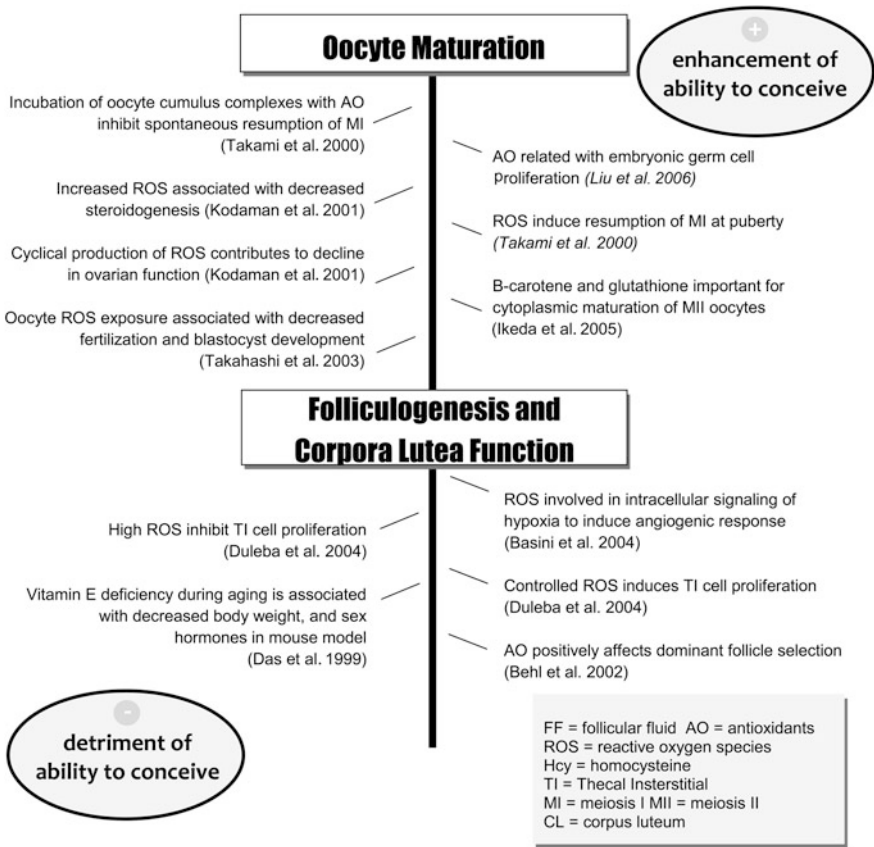 Oocyte Maturation
+
enhancement of
ability to conceive
Incubation of oocyte cumulus complexes with AO
inhibit spontaneous resumption of MI
(Takami et al. 2000)
AO related with embryonic germ cell
proliferation (Liu et al. 2006)
Increased ROS associated with decreased
steroidogenesis (Kodaman et al. 2001)
ROS induce resumption of MI at puberty
(Takami et al. 2000)
Cyclical production of ROS contributes to decline
in ovarian function (Kodaman et al. 2001)
B-carotene and glutathione important for
cytoplasmic maturation of MII oocytes
(Ikeda et al. 2005)
Oocyte ROS exposure associated with decreased
fertilization and blastocyst development
(Takahashi et al. 2003)
Folliculogenesis and
Corpora Lutea Function
ROS involved in intracellular signaling of
hypoxia to induce angiogenic response
(Basini et al. 2004)
High ROS inhibit TI cell proliferation
(Duleba et al. 2004)
Controlled ROS induces TI cell proliferation
(Duleba et al. 2004)
Vitamin E deficiency during aging is associated
with decreased body weight, and sex
hormones in mouse model
(Das et al. 1999)
AO positively affects dominant follicle selection
(Behl et al. 2002)
-
detriment of
ability to conceive
FF = follicular fluid AO = antioxidants
ROS = reactive oxygen species
Hcy = homocysteine
TI = Thecal Insterstitial
MI = meiosis I MII = meiosis II
CL = corpus luteum